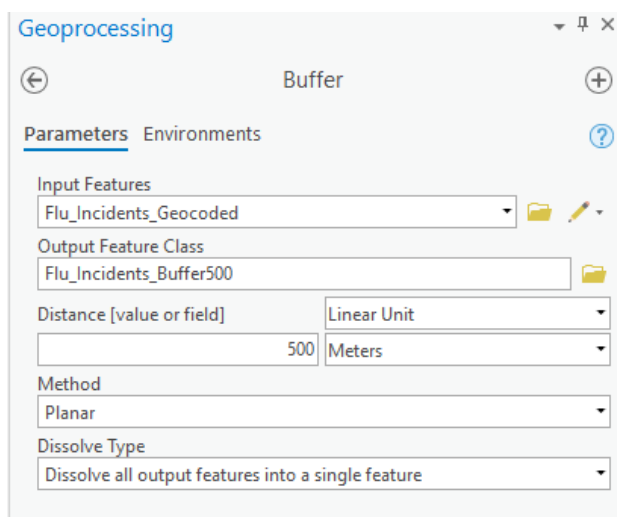 Geoprocessing
Buffer
Parameters Environments
Input Features
Flu_Incidents_Geocoded
Output Feature Class
Flu_Incidents_Buffer500
Distance [value or field] Linear Unit
500 Meters
Method
Planar
Dissolve Type
Dissolve all output features into a single feature